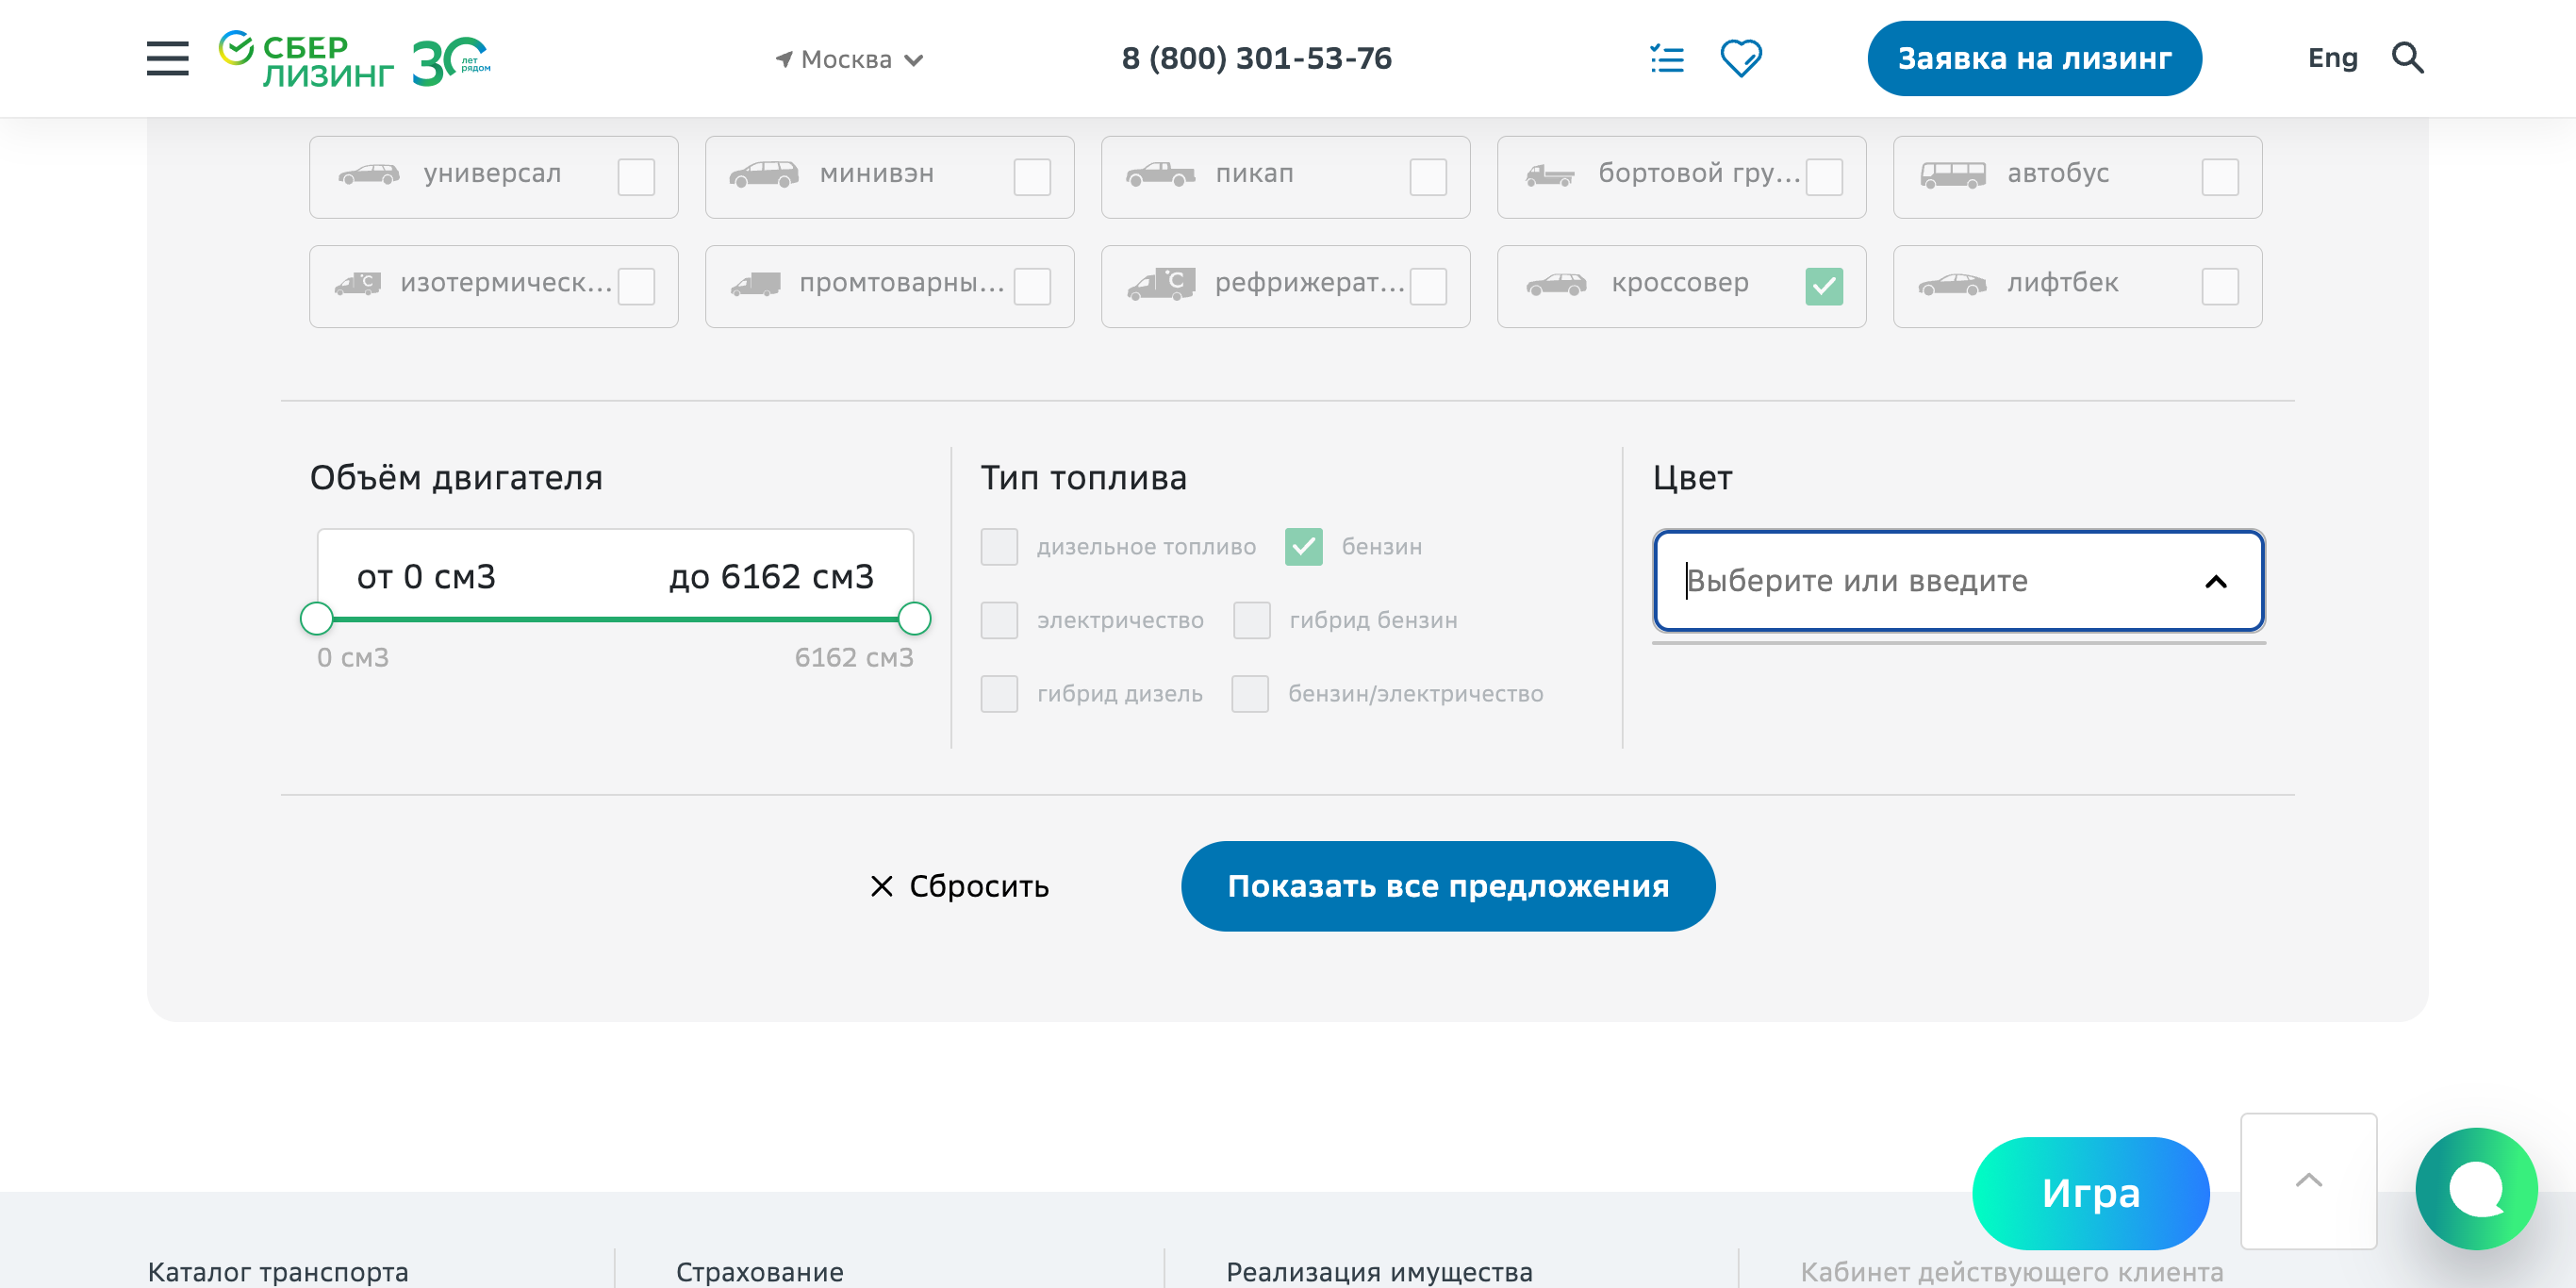 СБЕР
ЛИЗИНГ
30 лет рядом
Москва
8 (800) 301-53-76
Заявка на лизинг
Eng
универсал
минивэн
пикап
бортовой гру...
автобус
°C
изотермическ...
промтоварны...
°C
рефрижерат...
кроссовер
лифтбек
Объём двигателя
Тип топлива
Цвет
от 0 см3
до 6162 см3
0 см3
6162 см3
дизельное топливо
бензин
электричество
гибрид бензин
гибрид дизель
бензин/электричество
Выберите или введите
Сбросить
Показать все предложения
Игра
Каталог транспорта
Страхование
Реализация имущества
Кабинет действующего клиента